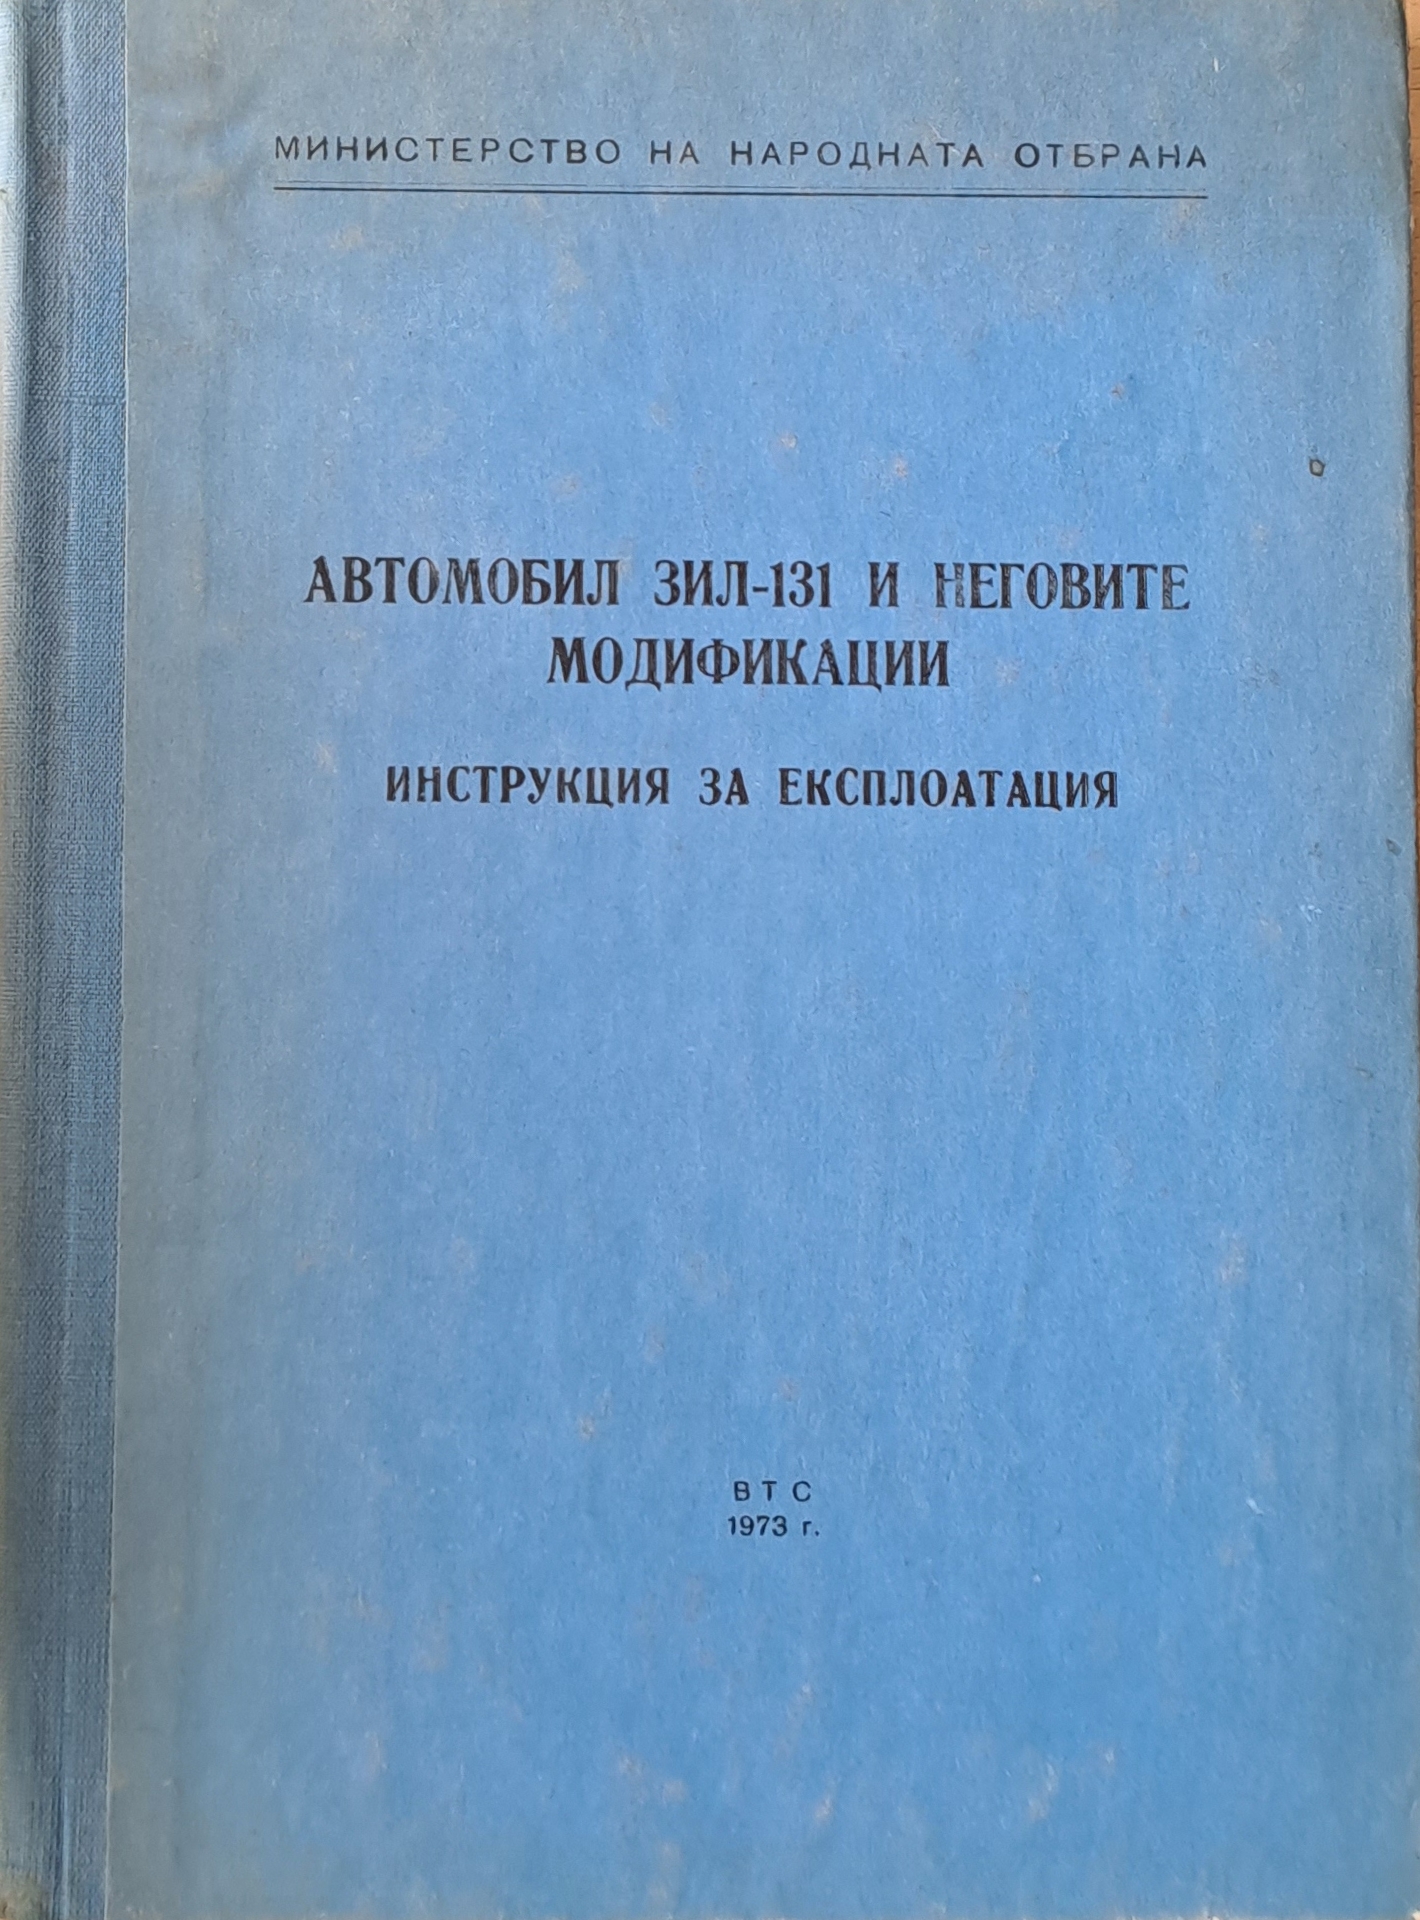 МИНИСТЕРСТВО НА НАРОДНАТА ОТБРАНА
АВТОМОБИЛ ЗИЛ-131 И НЕГОВИТЕ
МОДИФИКАЦИИ
ИНСТРУКЦИЯ ЗА ЕКСПЛОАТАЦИЯ
ВТС
1973 г.